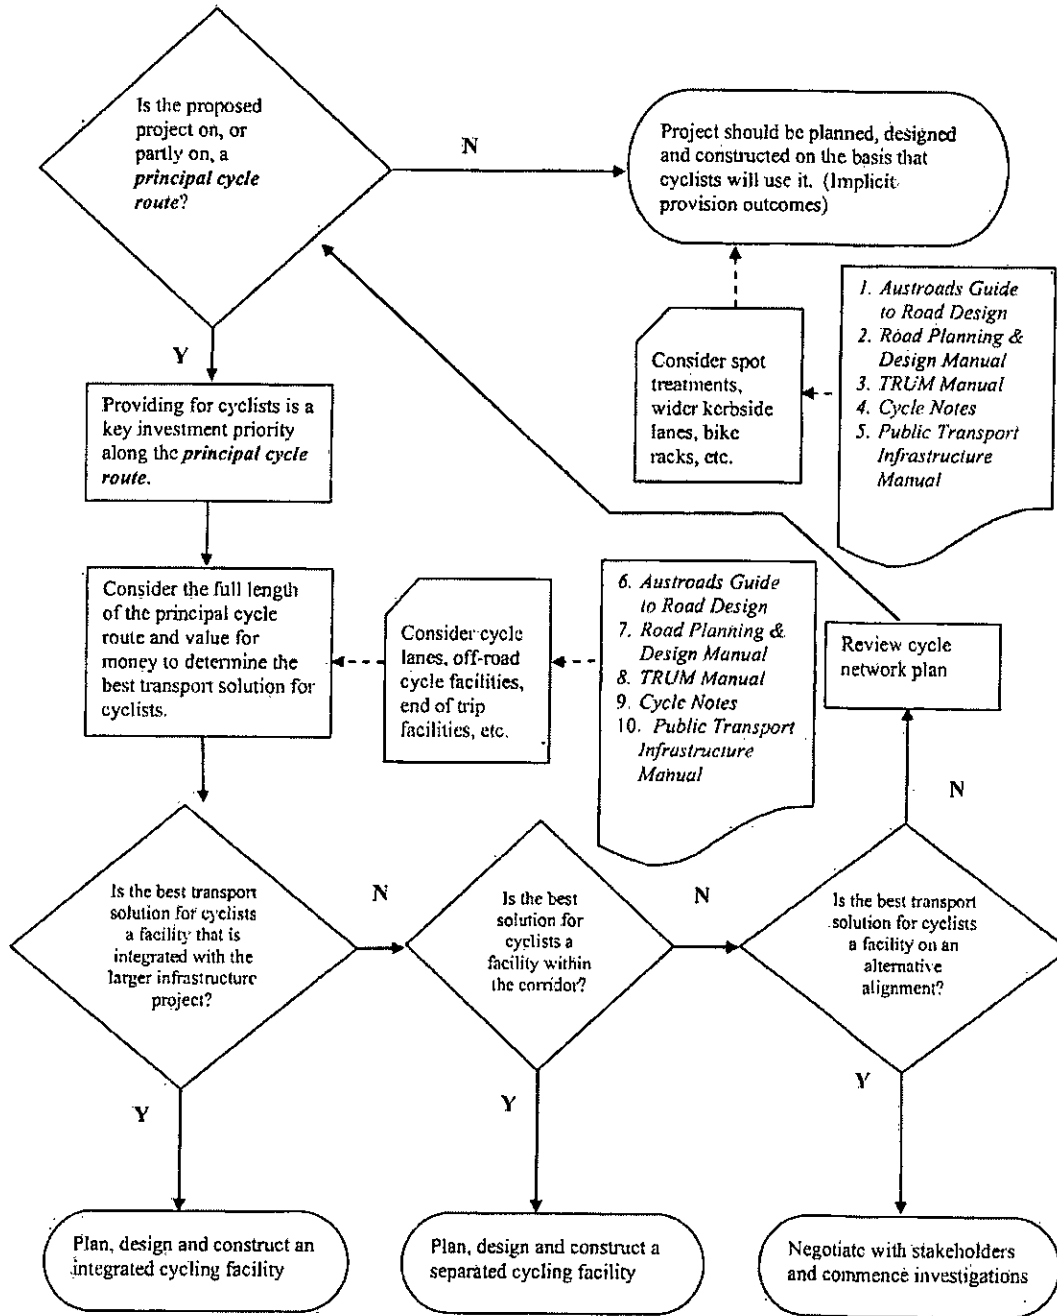 Is the proposed
project on, or
partly on, a
principal cycle
route?
N
Project should be planned, designed
and constructed on the basis that
cyclists will use it. (Implicit
provision outcomes)
Y
Consider spot
treatments,
wider kerbside
lanes, bike
racks, etc.
1. Austroads Guide
to Road Design
2. Road Planning &
Design Manual
3. TRUM Manual
4. Cycle Notes
5. Public Transport
Infrastructure
Manual
Providing for cyclists is a
key investment priority
along the principal cycle
route.
Consider the full length
of the principal cycle
route and value for
money to determine the
best transport solution for
cyclists.
Consider cycle
lanes, off-road
cycle facilities,
end of trip
facilities, etc.
6. Austroads Guide
to Road Design
7. Road Planning &
Design Manual
8. TRUM Manual
9. Cycle Notes
10. Public Transport
Infrastructure
Manual
Review cycle
network plan
N
Is the best transport
solution for cyclists
a facility that is
integrated with the
larger infrastructure
project?
N
Is the best
solution for
cyclists a
facility within
the corridor?
N
Is the best transport
solution for cyclists
a facility on an
alternative
alignment?
Y
Y
Y
Plan, design and construct an
integrated cycling facility
Plan, design and construct a
separated cycling facility
Negotiate with stakeholders
and commence investigations